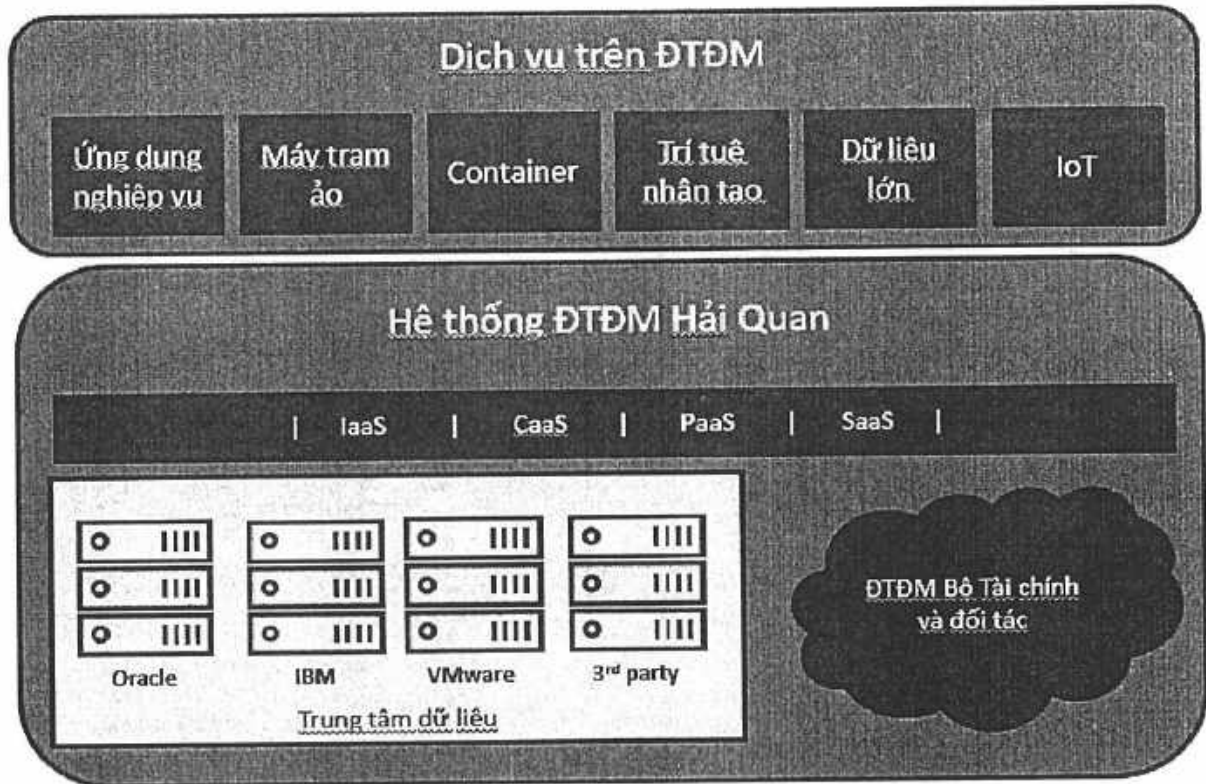 Dịch vụ trên ĐTĐM
Ứng dụng
nghiệp vụ
Máy trạm
ảo
Container
Trí tuệ
nhân tạo
Dữ liệu
lớn
IoT
Hệ thống ĐTĐM Hải Quan
| IaaS | CaaS | PaaS | SaaS |
Oracle
IBM
VMware
3rd party
Trung tâm dữ liệu
ĐTĐM Bộ Tài chính
và đối tác